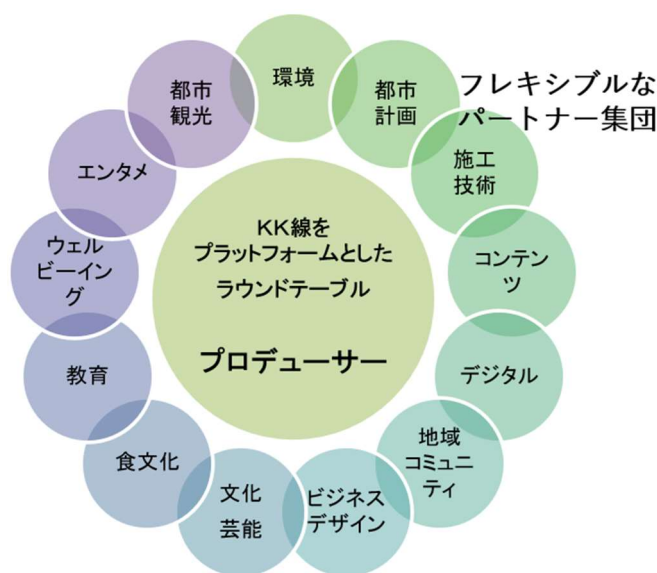 フレキシブルな
パートナー集団
環境
都市
計画
施工
技術
コンテン
ツ
デジタル
地域
コミュニ
ティ
ビジネス
デザイン
文化
芸能
食文化
教育
ウェル
ビーイン
グ
エンタメ
都市
観光
KK線を
プラットフォームとした
ラウンドテーブル
プロデューサー